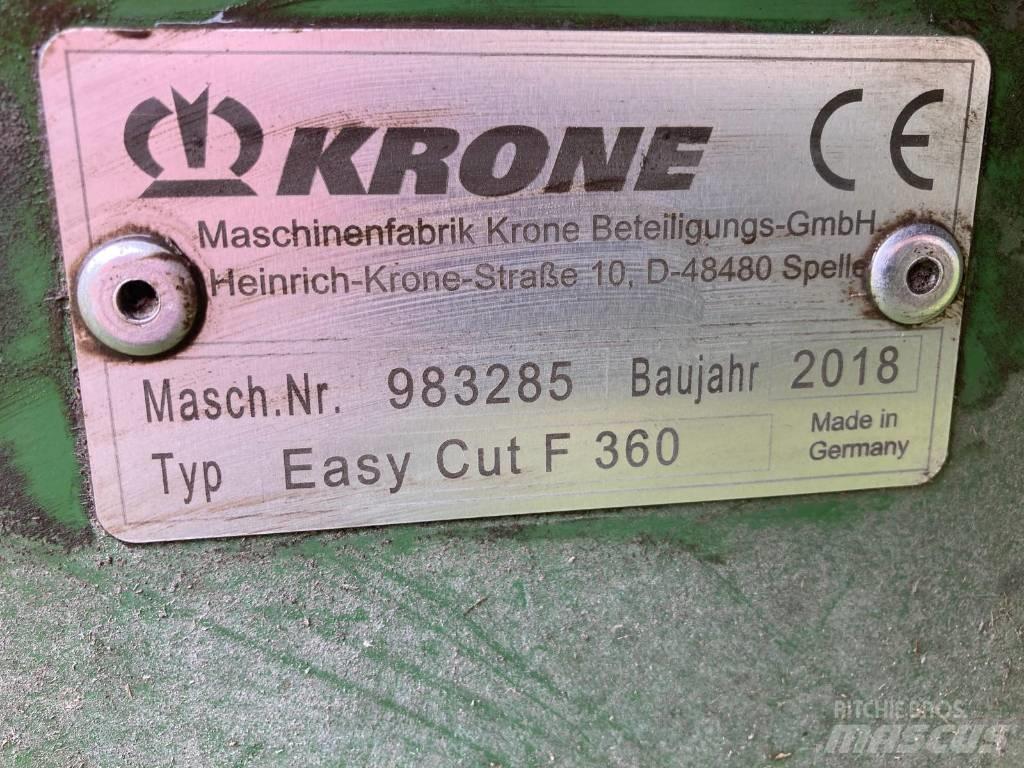 KRONE CE
Maschinenfabrik Krone Beteiligungs-GmbH
Heinrich-Krone-Straße 10, D-48480 Spelle
Masch.Nr. 983285 Baujahr 2018
Typ Easy Cut F 360
Made in
Germany
RITCHIE BROS.
mascus